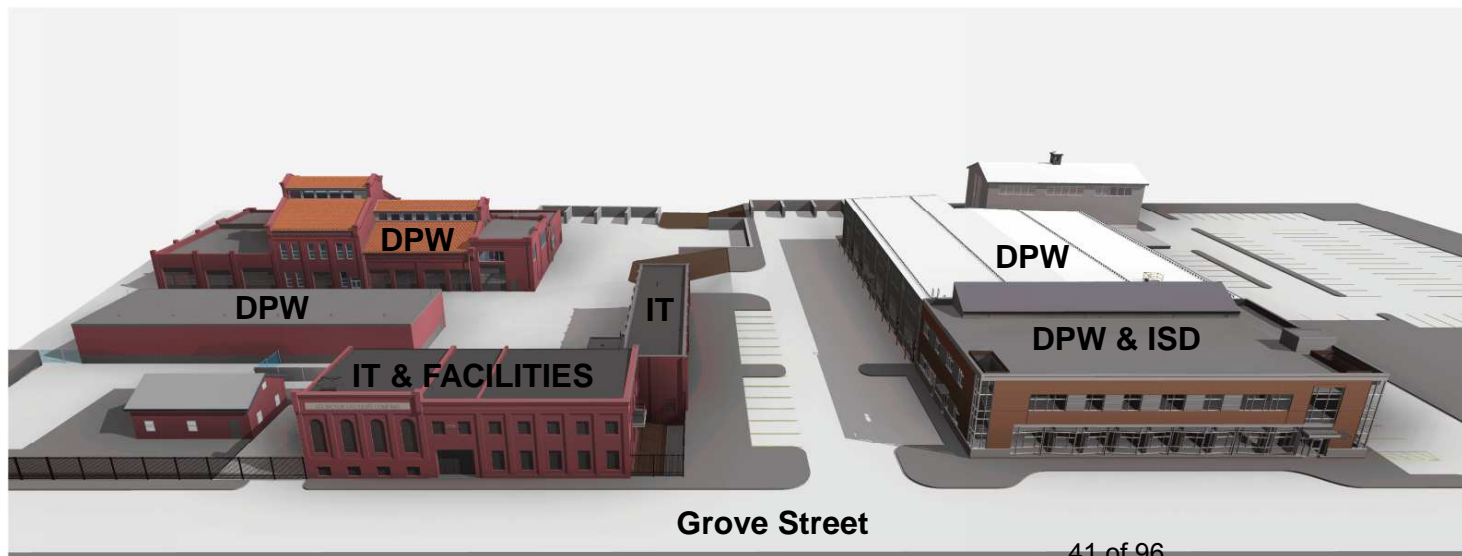 DPW
DPW
IT
DPW
DPW & ISD
IT & FACILITIES
Grove Street
41 of 96